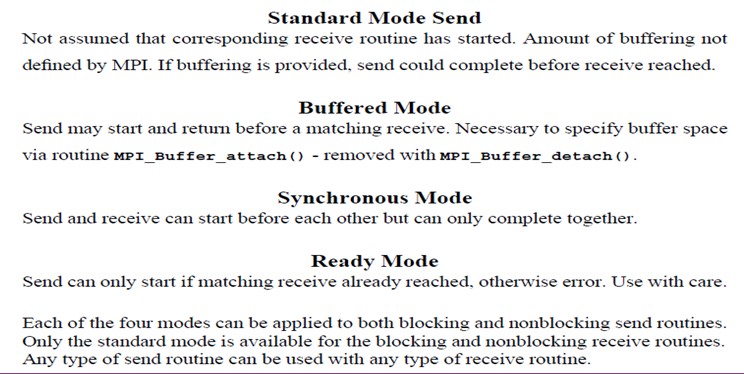 Standard Mode Send
Not assumed that corresponding receive routine has started. Amount of buffering not
defined by MPI. If buffering is provided, send could complete before receive reached.
Buffered Mode
Send may start and return before a matching receive. Necessary to specify buffer space
via routine MPI_Buffer_attach() - removed with MPI_Buffer_detach().
Synchronous Mode
Send and receive can start before each other but can only complete together.
Ready Mode
Send can only start if matching receive already reached, otherwise error. Use with care.
Each of the four modes can be applied to both blocking and nonblocking send routines.
Only the standard mode is available for the blocking and nonblocking receive routines.
Any type of send routine can be used with any type of receive routine.